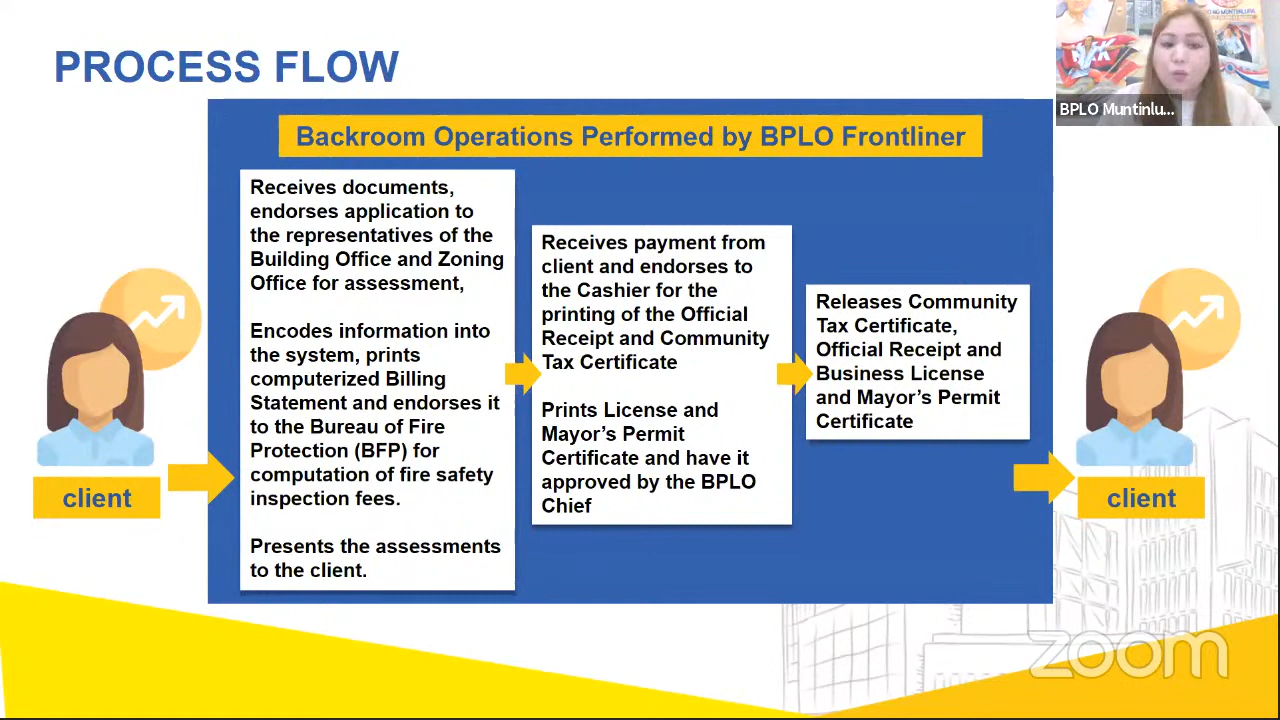 PROCESS FLOW
BPLO Muntinlu...
Backroom Operations Performed by BPLO Frontliner
Receives documents,
endorses application to
the representatives of the
Building Office and Zoning
Office for assessment,
Encodes information into
the system, prints
computerized Billing
Statement and endorses it
to the Bureau of Fire
Protection (BFP) for
computation of fire safety
inspection fees.
Presents the assessments
to the client.
Receives payment from
client and endorses to
the Cashier for the
printing of the Official
Receipt and Community
Tax Certificate
Prints License and
Mayor's Permit
Certificate and have it
approved by the BPLO
Chief
Releases Community
Tax Certificate,
Official Receipt and
Business License
and Mayor's Permit
Certificate
client
client
zoom